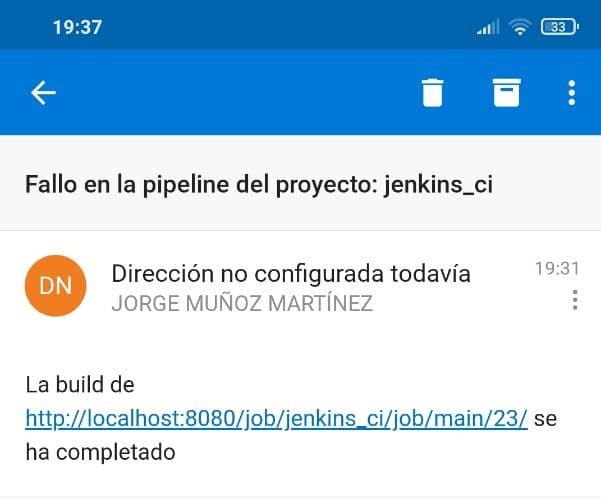 19:37
33
Fallo en la pipeline del proyecto: jenkins_ci
DN
Dirección no configurada todavía
19:31
JORGE MUÑOZ MARTÍNEZ
La build de
http://localhost:8080/job/jenkins_ci/job/main/23/ se
ha completado